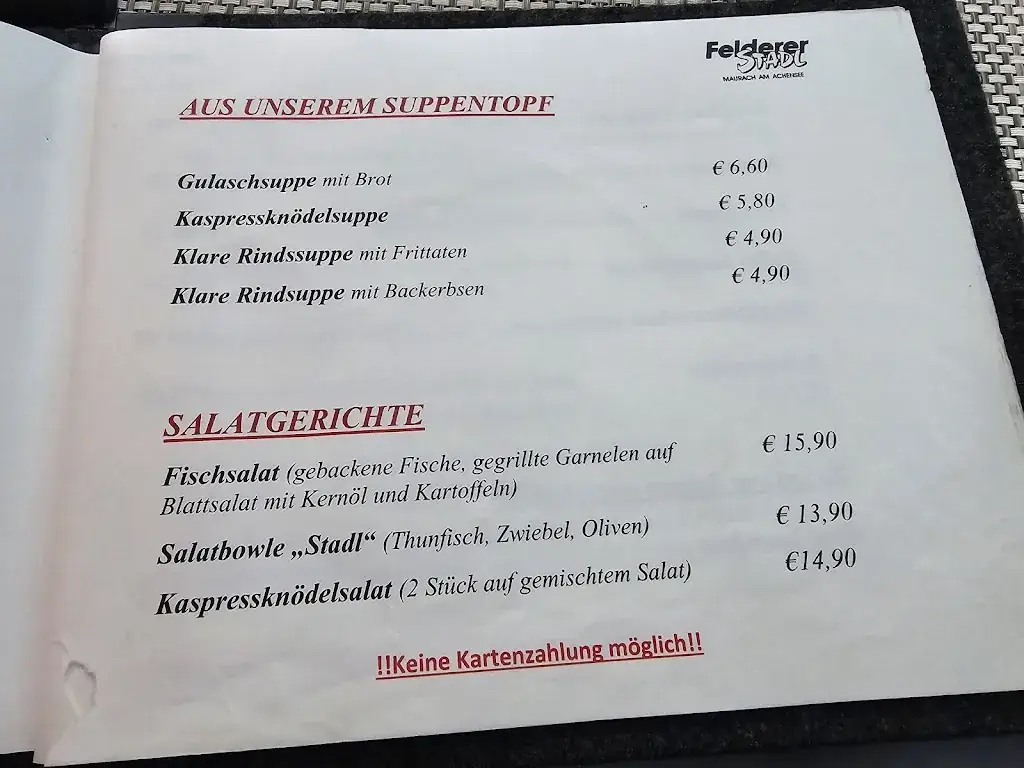 Felderer
STADL
MAURACH AM ACHENSEE
AUS UNSEREM SUPPENTOPF
Gulaschsuppe mit Brot € 6,60
Kaspressknödelsuppe € 5,80
Klare Rindssuppe mit Frittaten € 4,90
Klare Rindsuppe mit Backerbsen € 4,90
SALATGERICHTE
Fischsalat (gebackene Fische, gegrillte Garnelen auf € 15,90
Blattsalat mit Kernöl und Kartoffeln)
Salatbowle „Stadl“ (Thunfisch, Zwiebel, Oliven) € 13,90
Kaspressknödelsalat (2 Stück auf gemischtem Salat) €14,90
!!Keine Kartenzahlung möglich!!